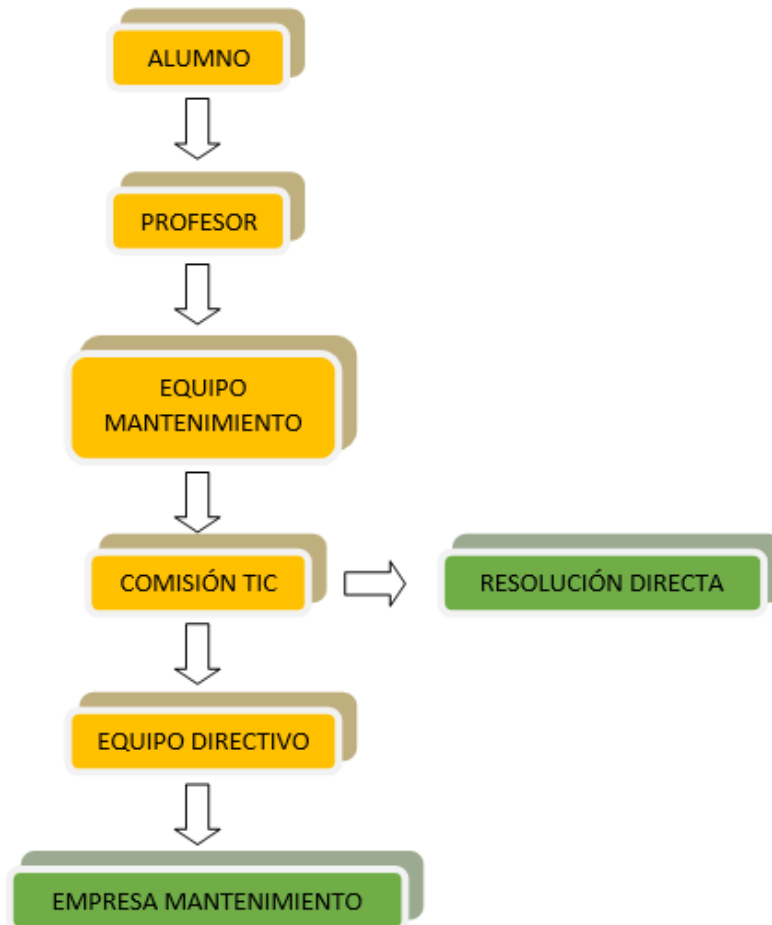 ALUMNO
PROFESOR
EQUIPO
MANTENIMIENTO
COMISIÓN TIC
RESOLUCIÓN DIRECTA
EQUIPO DIRECTIVO
EMPRESA MANTENIMIENTO